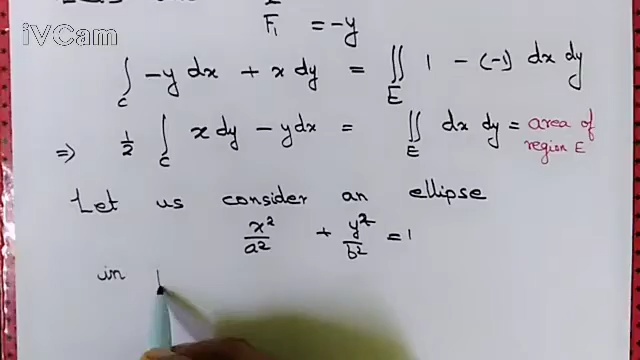 iVCam
F₁ = -y
∫_C -y dx + x dy = ∬_E 1 - (-1) dx dy
⇒ ½ ∫_C x dy - y dx = ∬_E dx dy = area of region E
Let us consider an ellipse
x²/a² + y²/b² = 1
in